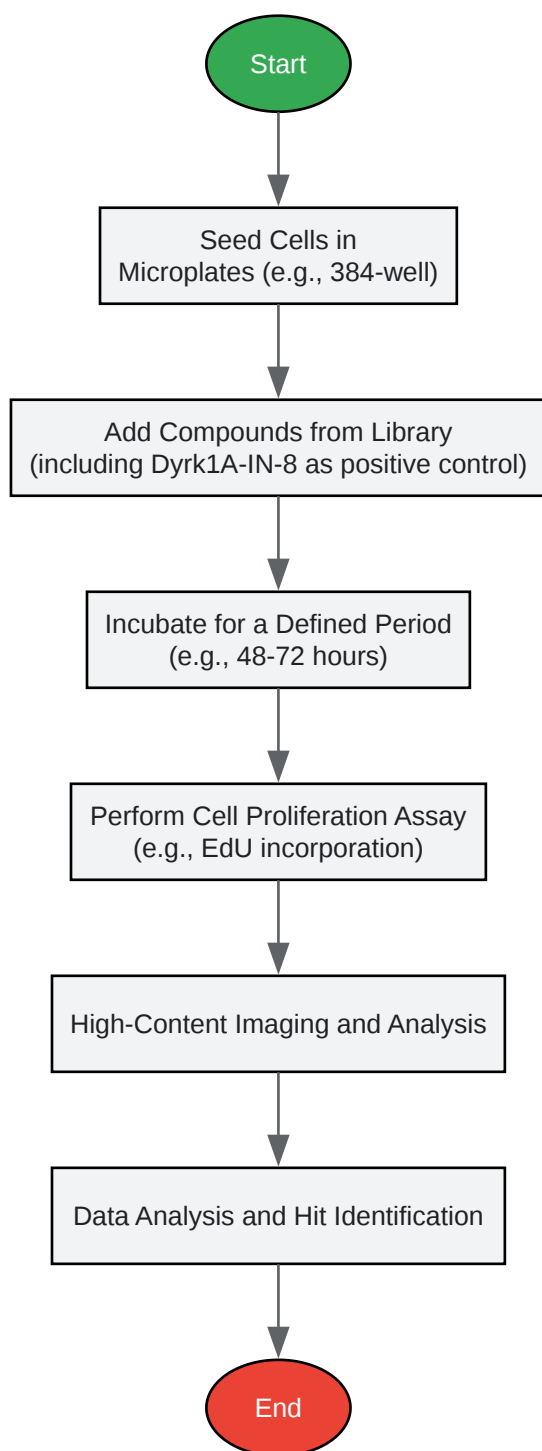 Start
Seed Cells in
Microplates (e.g., 384-well)
Add Compounds from Library
(including Dyrk1A-IN-8 as positive control)
Incubate for a Defined Period
(e.g., 48-72 hours)
Perform Cell Proliferation Assay
(e.g., EdU incorporation)
High-Content Imaging and Analysis
Data Analysis and Hit Identification
End